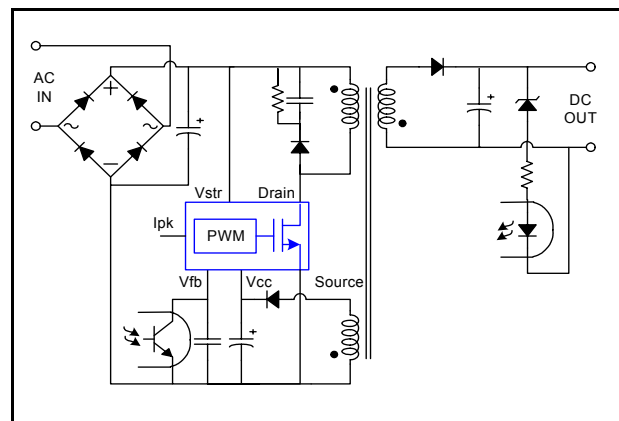 AC
IN
+
−
~
~
+
+
DC
OUT
Vstr
Drain
Ipk
PWM
Vfb
Vcc
Source
+